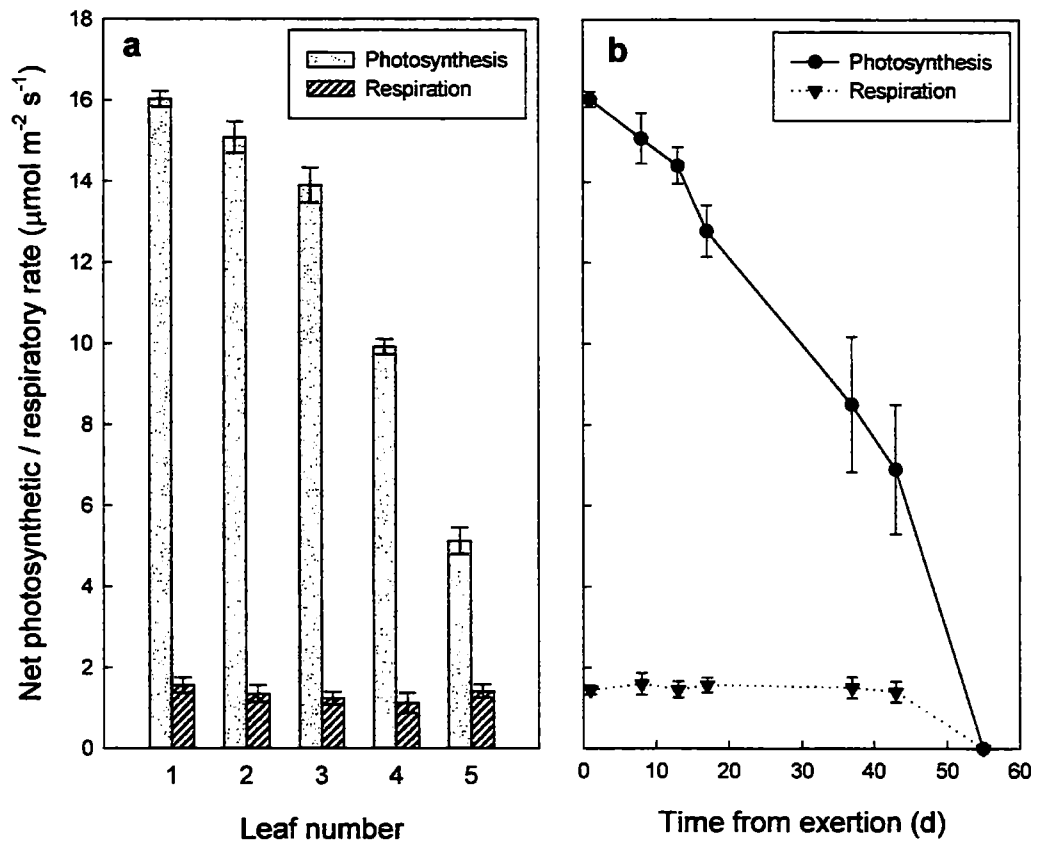 Net photosynthetic / respiratory rate (μmol m⁻² s⁻¹)
18
16
14
12
10
8
6
4
2
0
a
Photosynthesis
Respiration
1 2 3 4 5
Leaf number
b
Photosynthesis
Respiration
0 10 20 30 40 50 60
Time from exertion (d)